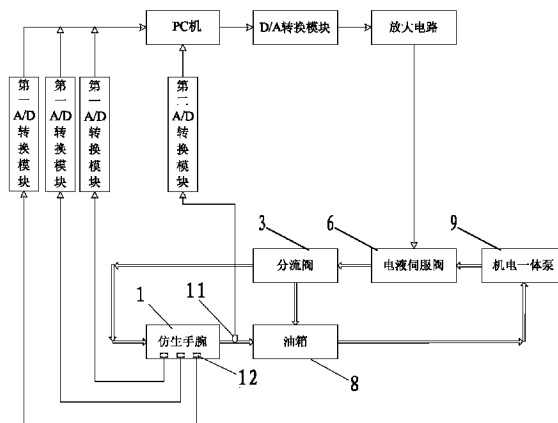 PC机
D/A转换模块
放大电路
第一A/D转换模块
第一A/D转换模块
第一A/D转换模块
第二A/D转换模块
3
6
9
分流阀
电液伺服阀
机电一体泵
1
11
仿生手腕
油箱
12
8